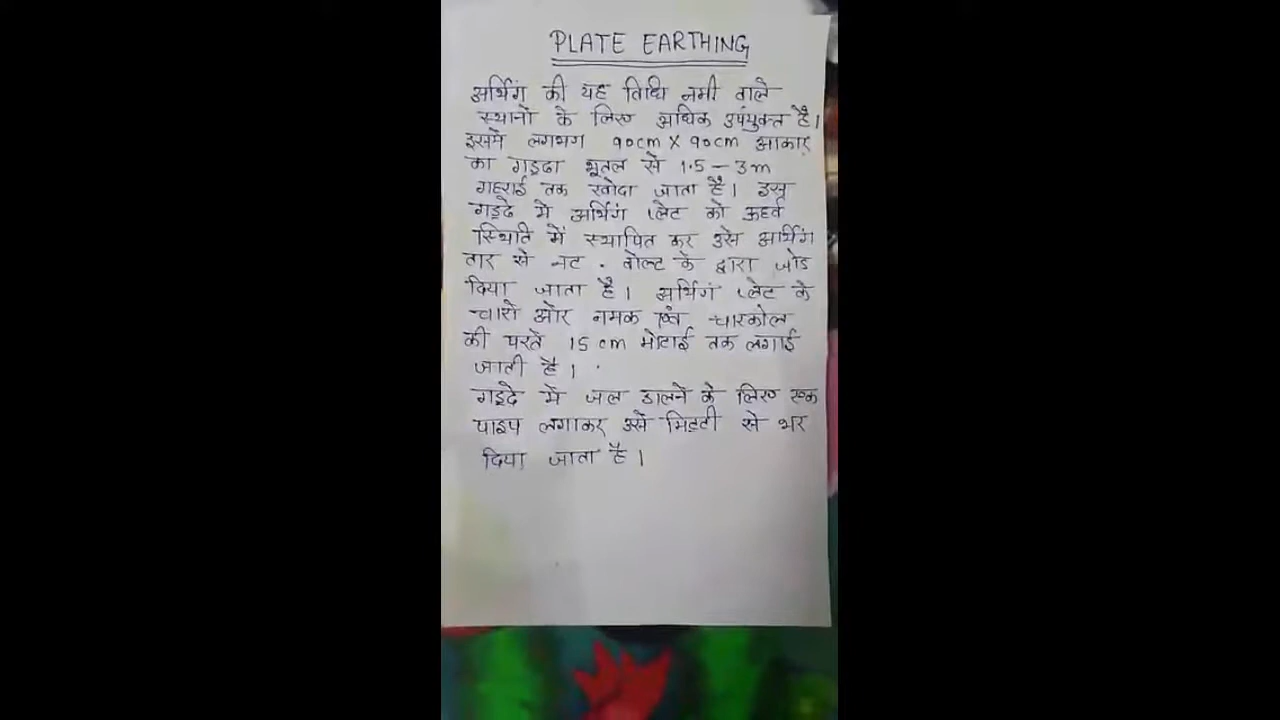 PLATE EARTHING
अर्थिंग की यह विधि नमी वाले
स्थानों के लिए अधिक उपयुक्त है।
इसमें लगभग 90cm X 90cm आकार
का गड्ढा भूतल से 1.5 – 3m
गहराई तक खोदा जाता है। इस
गड्ढे में अर्थिंग प्लेट को ऊर्ध्व
स्थिति में स्थापित कर उसे अर्थिंग
तार से नट - वोल्ट के द्वारा जोड
दिया जाता है। अर्थिंग प्लेट के
चारो ओर नमक एवं चारकोल
की परते 15 cm मोटाई तक लगाई
जाती है।
गड्ढे में जल डालने के लिए एक
पाइप लगाकर उसे मिट्टी से भर
दिया जाता है।